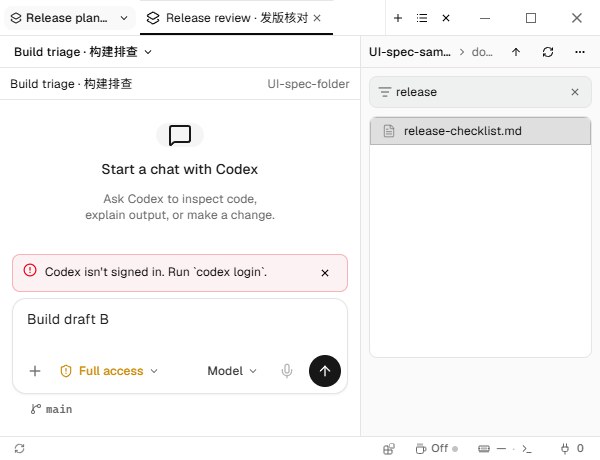 Release plan...
Release review · 发版核对
Build triage · 构建排查
UI-spec-sam...
do...
Build triage · 构建排查
UI-spec-folder
release
release-checklist.md
Start a chat with Codex
Ask Codex to inspect code,
explain output, or make a change.
Codex isn't signed in. Run `codex login`.
Build draft B
Full access
Model
main
Off
— ·
0